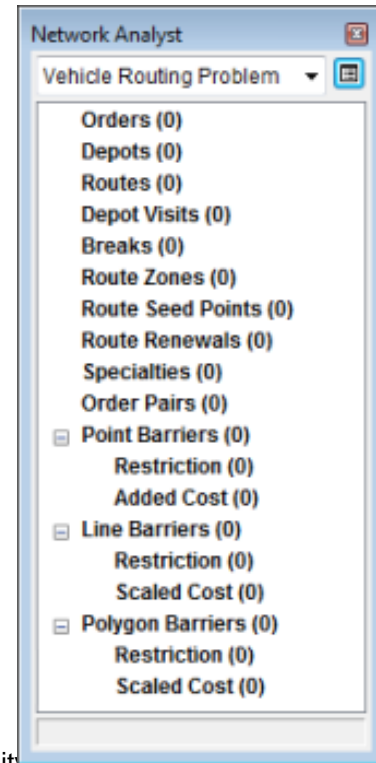 Network Analyst
Vehicle Routing Problem
Orders (0)
Depots (0)
Routes (0)
Depot Visits (0)
Breaks (0)
Route Zones (0)
Route Seed Points (0)
Route Renewals (0)
Specialties (0)
Order Pairs (0)
Point Barriers (0)
Restriction (0)
Added Cost (0)
Line Barriers (0)
Restriction (0)
Scaled Cost (0)
Polygon Barriers (0)
Restriction (0)
Scaled Cost (0)